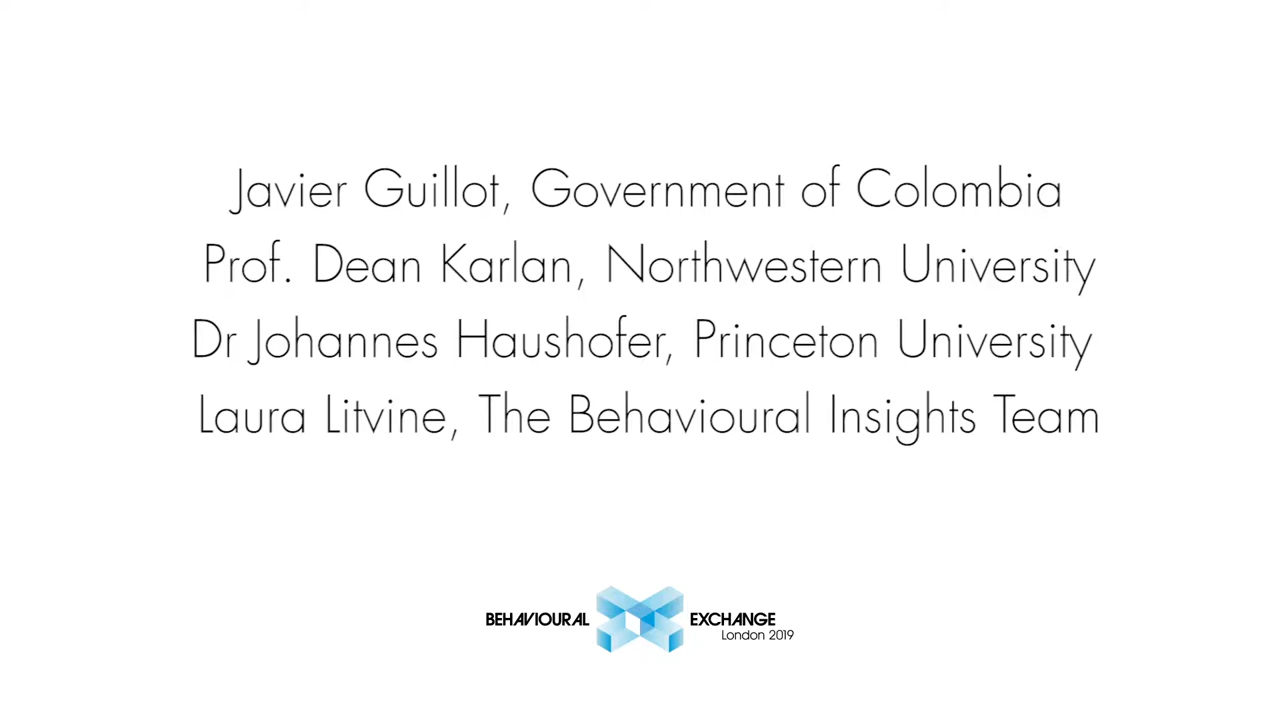 Javier Guillot, Government of Colombia
Prof. Dean Karlan, Northwestern University
Dr Johannes Haushofer, Princeton University
Laura Litvine, The Behavioural Insights Team
BEHAVIOURAL EXCHANGE
London 2019